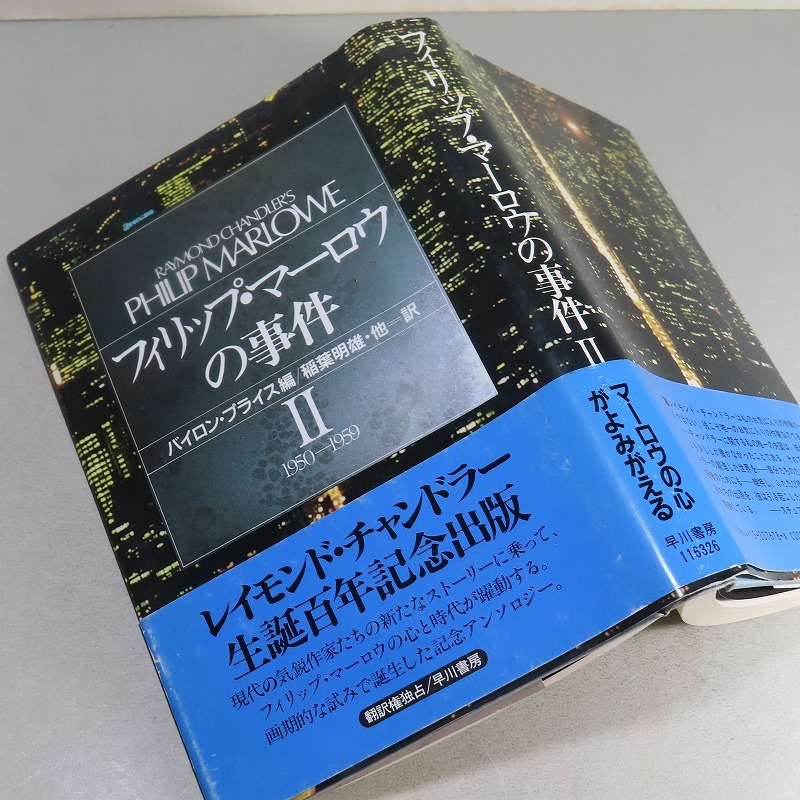 RAYMOND CHANDLER'S
PHILIP MARLOWE
フィリップ・マーロウ
の事件
バイロン・プライス編/稲葉明雄・他=訳
II
1950—1959
レイモンド・チャンドラー
生誕百年記念出版
現代の気鋭作家たちの新たなストーリーに乗って、
フィリップ・マーロウの心と時代が躍動する。
画期的な試みで誕生した記念アンソロジー。
翻訳権独占/早川書房
フィリップ・マーロウの事件 II
マーロウの心
がよみがえる
早川書房
116326